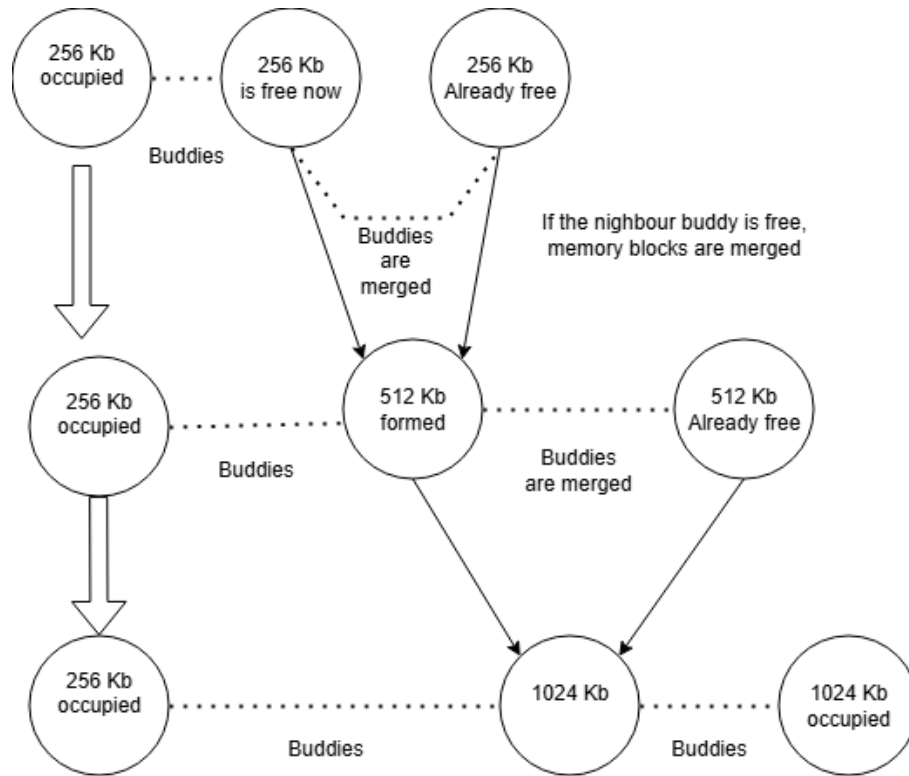 256 Kb
occupied
256 Kb
is free now
256 Kb
Already free
Buddies
Buddies
are
merged
If the nighbour buddy is free,
memory blocks are merged
256 Kb
occupied
512 Kb
formed
512 Kb
Already free
Buddies
Buddies
are merged
256 Kb
occupied
1024 Kb
1024 Kb
occupied
Buddies
Buddies